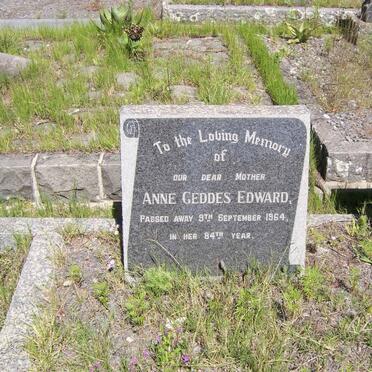 To the Loving Memory
of
OUR DEAR MOTHER
ANNE GEDDES EDWARD,
PASSED AWAY 9TH SEPTEMBER 1964,
IN HER 84TH YEAR.